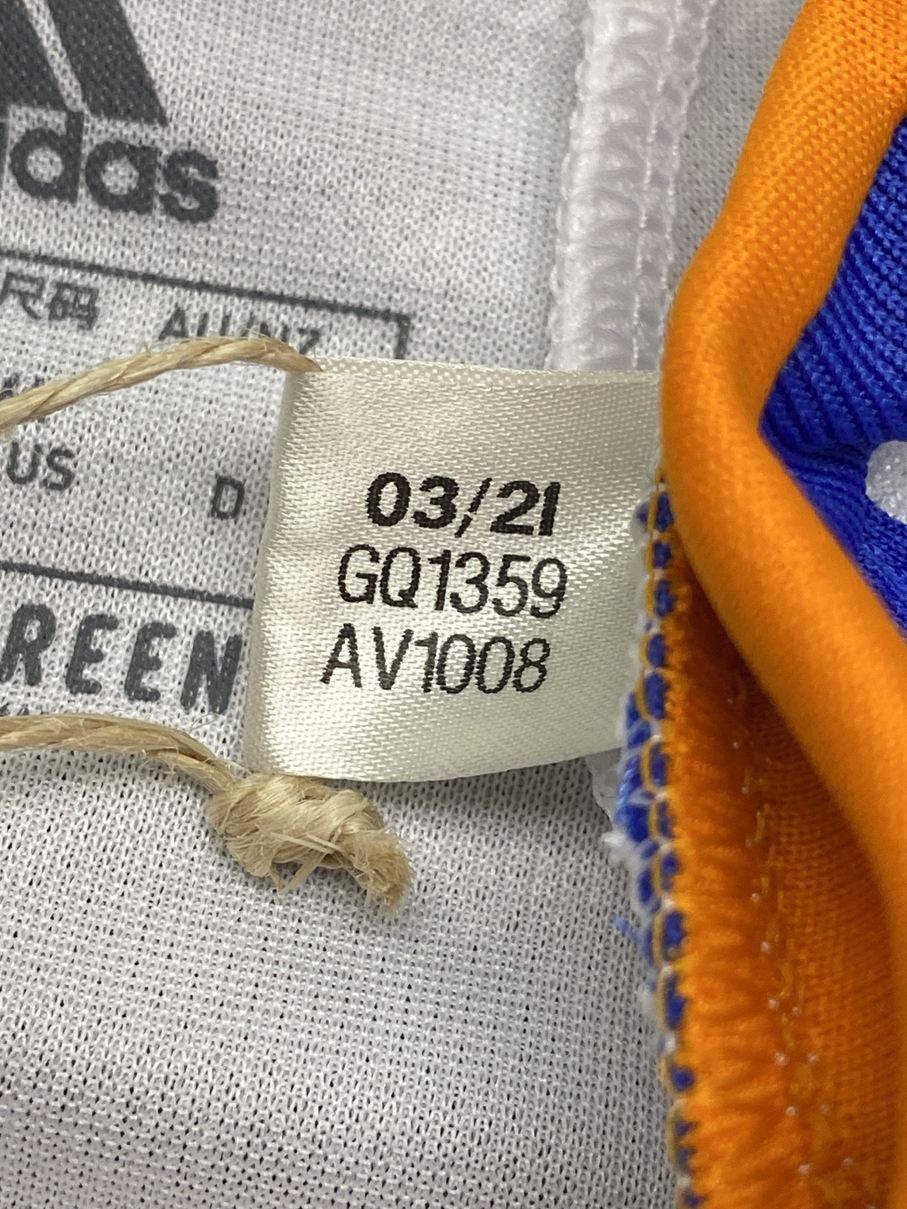 adidas
尺码 AU/NZ
US D
03/21
GQ1359
AV1008
REEN